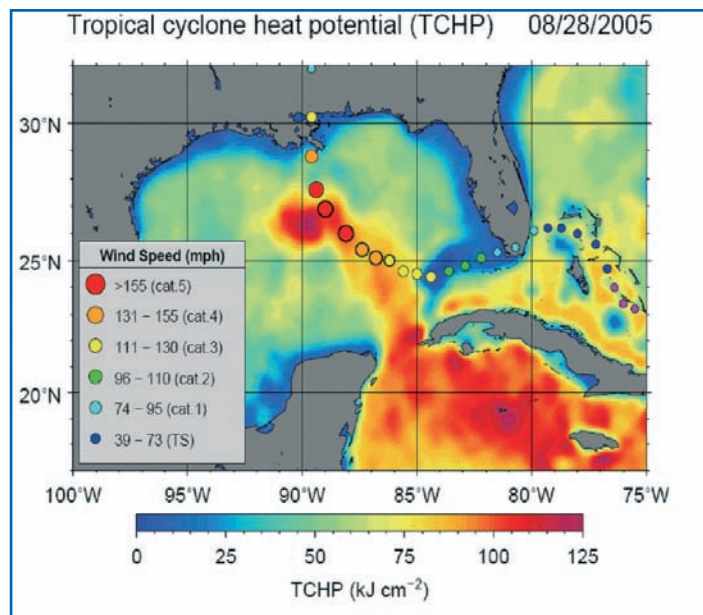 Tropical cyclone heat potential (TCHP) 08/28/2005
30°N
25°N
20°N
Wind Speed (mph)
>155 (cat.5)
131 – 155 (cat.4)
111 – 130 (cat.3)
96 – 110 (cat.2)
74 – 95 (cat.1)
39 – 73 (TS)
100°W 95°W 90°W 85°W 80°W 75°W
0 25 50 75 100 125
TCHP (kJ cm⁻²)